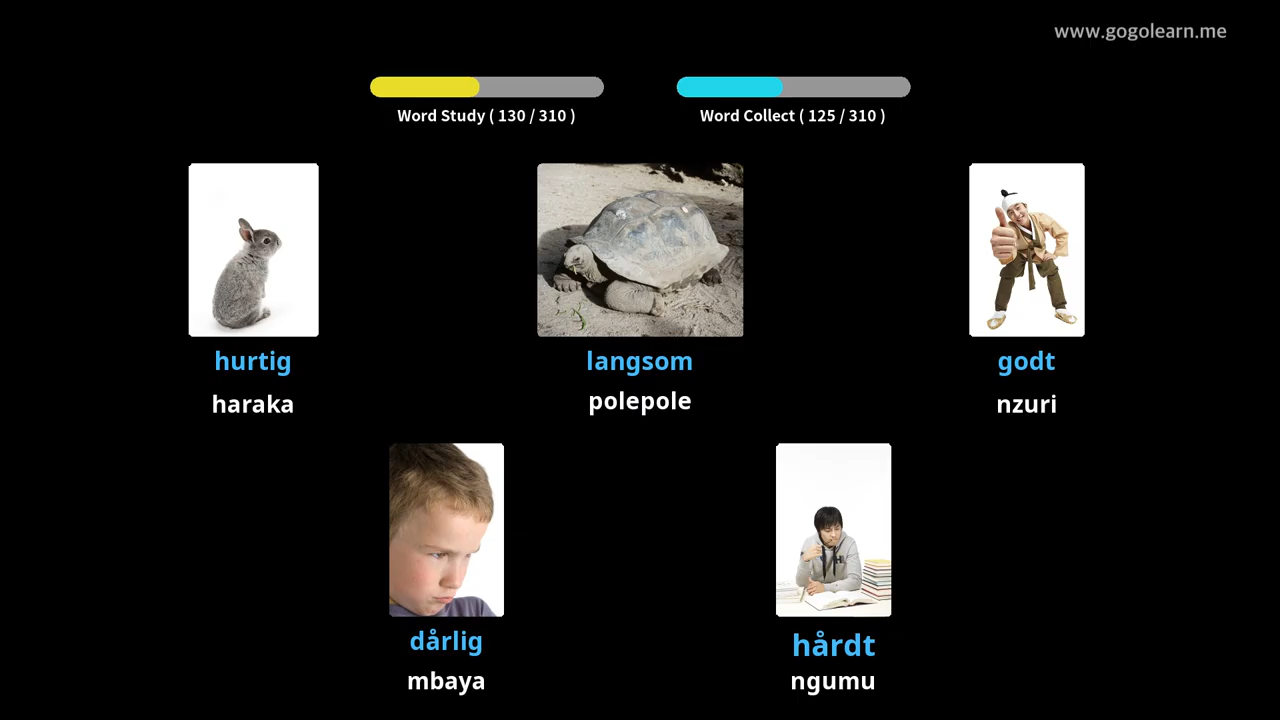 www.gogolearn.me
Word Study ( 130 / 310 )
Word Collect ( 125 / 310 )
hurtig
haraka
langsom
polepole
godt
nzuri
dårlig
mbaya
hårdt
ngumu